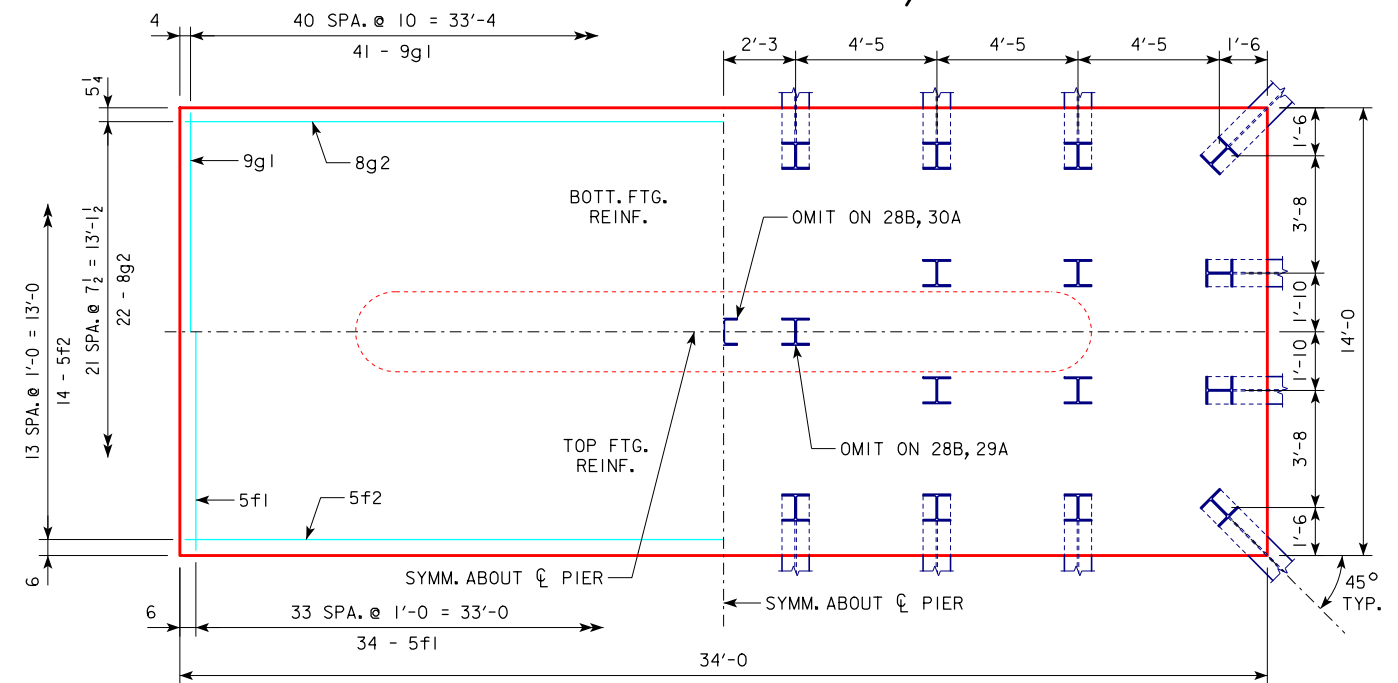 4
40 SPA. @ 10 = 33'-4
41 - 9g1
2'-3
4'-5
4'-5
4'-5
1'-6
5 1/4
9g1
8g2
BOTT. FTG.
REINF.
OMIT ON 28B, 30A
1'-6
3'-8
1'-10
1'-10
3'-8
1'-6
14'-0
13 SPA. @ 1'-0 = 13'-0
14 - 5f2
21 SPA. @ 7 1/2 = 13'-1 1/2
22 - 8g2
TOP FTG.
REINF.
OMIT ON 28B, 29A
5f1
5f2
6
SYMM. ABOUT ℄ PIER
SYMM. ABOUT ℄ PIER
45°
TYP.
6
33 SPA. @ 1'-0 = 33'-0
34 - 5f1
34'-0